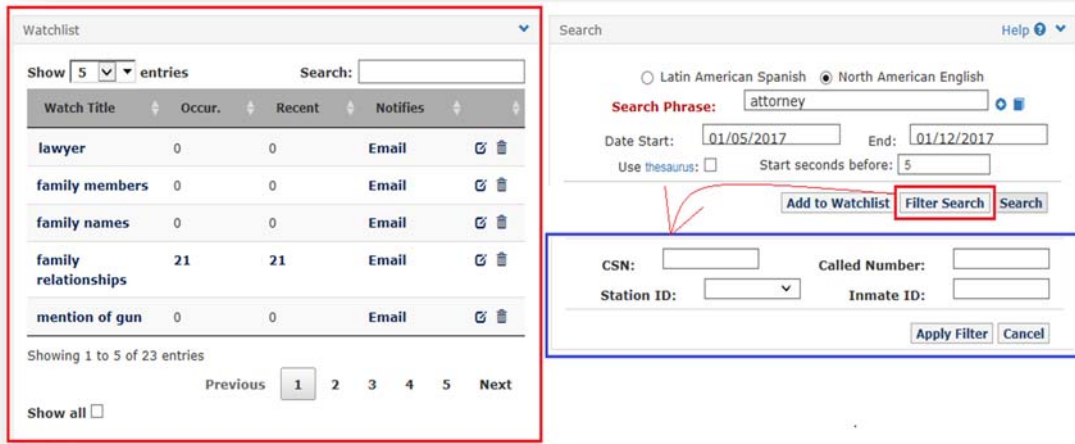 Watchlist
Show 5 entries Search:
Watch Title Occur. Recent Notifies
lawyer 0 0 Email
family members 0 0 Email
family names 0 0 Email
family relationships 21 21 Email
mention of gun 0 0 Email
Showing 1 to 5 of 23 entries
Previous 1 2 3 4 5 Next
Show all
Search Help ?
Latin American Spanish North American English
Search Phrase: attorney
Date Start: 01/05/2017 End: 01/12/2017
Use thesaurus: Start seconds before: 5
Add to Watchlist Filter Search Search
CSN: Called Number:
Station ID: Inmate ID:
Apply Filter Cancel